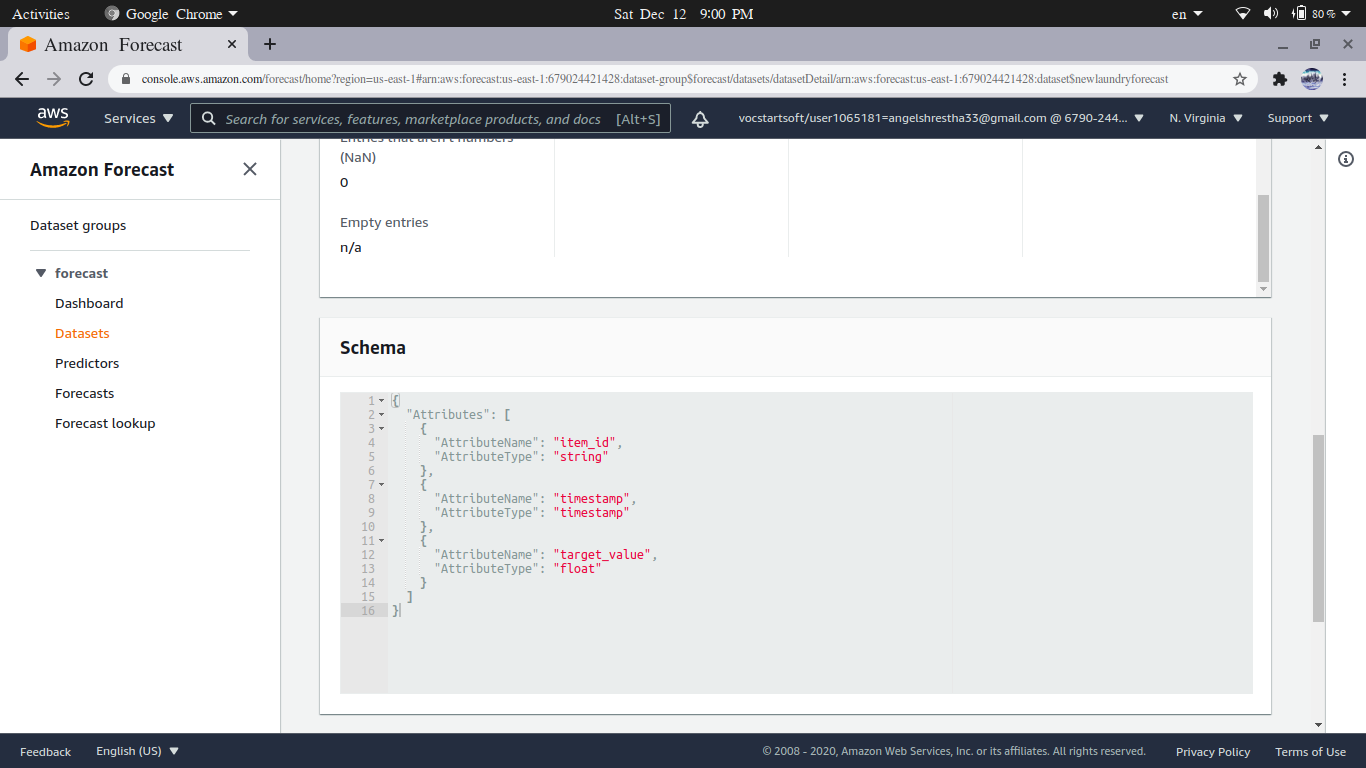 Activities Google Chrome Sat Dec 12 9:00 PM en 80 %
Amazon Forecast
console.aws.amazon.com/forecast/home?region=us-east-1#arn:aws:forecast:us-east-1:679024421428:dataset-group$forecast/datasets/datasetDetail/arn:aws:forecast:us-east-1:679024421428:dataset$newlaundryforecast
aws Services Search for services, features, marketplace products, and docs [Alt+S] vocstartsoft/user1065181=angelshrestha33@gmail.com @ 6790-244... N. Virginia Support
Amazon Forecast
Dataset groups
forecast
Dashboard
Datasets
Predictors
Forecasts
Forecast lookup
Entries that aren't numbers
(NaN)
0
Empty entries
n/a
Schema
1 {
2 "Attributes": [
3 {
4 "AttributeName": "item_id",
5 "AttributeType": "string"
6 },
7 {
8 "AttributeName": "timestamp",
9 "AttributeType": "timestamp"
10 },
11 {
12 "AttributeName": "target_value",
13 "AttributeType": "float"
14 }
15 ]
16 }
Feedback English (US) © 2008 - 2020, Amazon Web Services, Inc. or its affiliates. All rights reserved. Privacy Policy Terms of Use